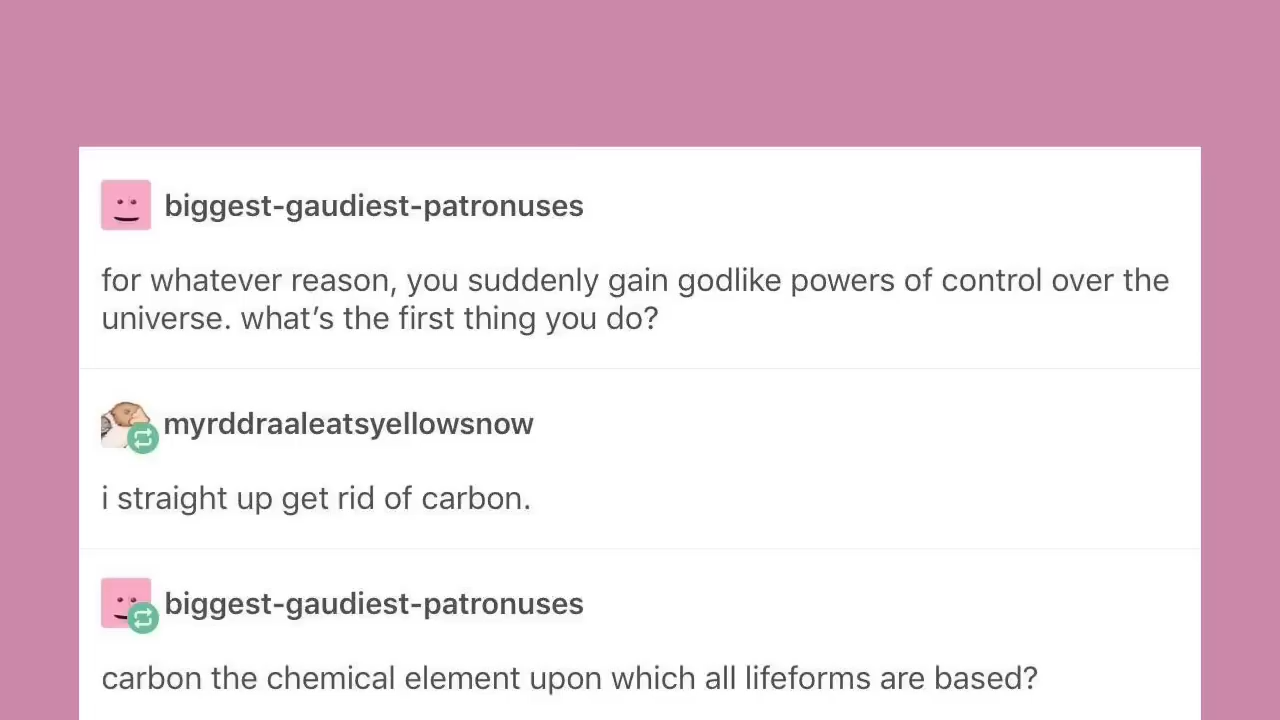 biggest-gaudiest-patronuses
for whatever reason, you suddenly gain godlike powers of control over the
universe. what’s the first thing you do?
myrddraaleatsyellowsnow
i straight up get rid of carbon.
biggest-gaudiest-patronuses
carbon the chemical element upon which all lifeforms are based?